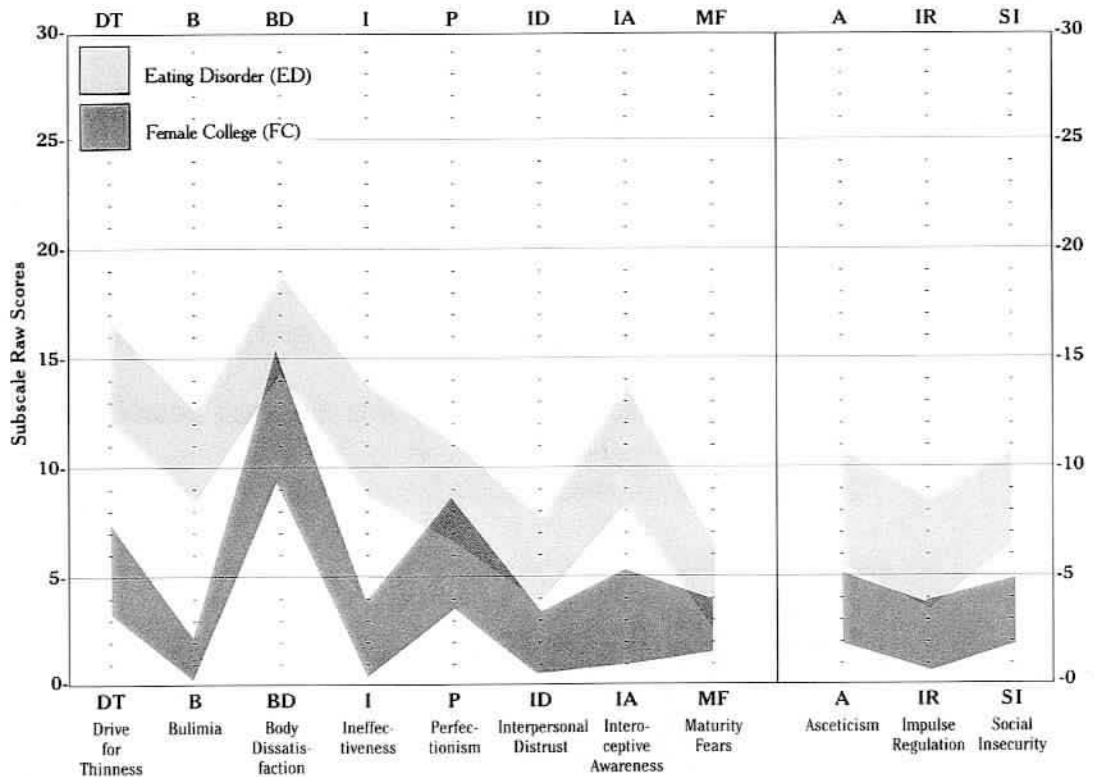 DT B BD I P ID IA MF A IR SI
30- -30
Eating Disorder (ED)
Female College (FC)
25- -25
20- -20
Subscale Raw Scores
15- -15
10- -10
5- -5
0- -0
DT B BD I P ID IA MF A IR SI
Drive Bulimia Body Ineffec- Perfec- Interpersonal Intero- Maturity Asceticism Impulse Social
for Dissatis- tiveness tionism Distrust ceptive Fears Regulation Insecurity
Thinness faction Awareness